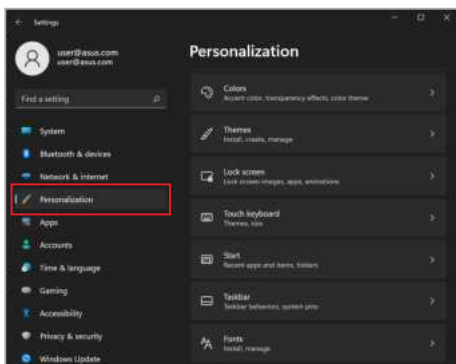 Settings
user@asus.com
user@asus.com
Find a setting
System
Bluetooth & devices
Network & internet
Personalization
Apps
Accounts
Time & language
Gaming
Accessibility
Privacy & security
Windows Update
Personalization
Colors
Accent color, transparency effects, color theme
Themes
Install, create, manage
Lock screen
Lock screen images, apps, animations
Touch keyboard
Themes, size
Start
Recent apps and items, folders
Taskbar
Taskbar behaviors, system pins
Fonts
Install, manage